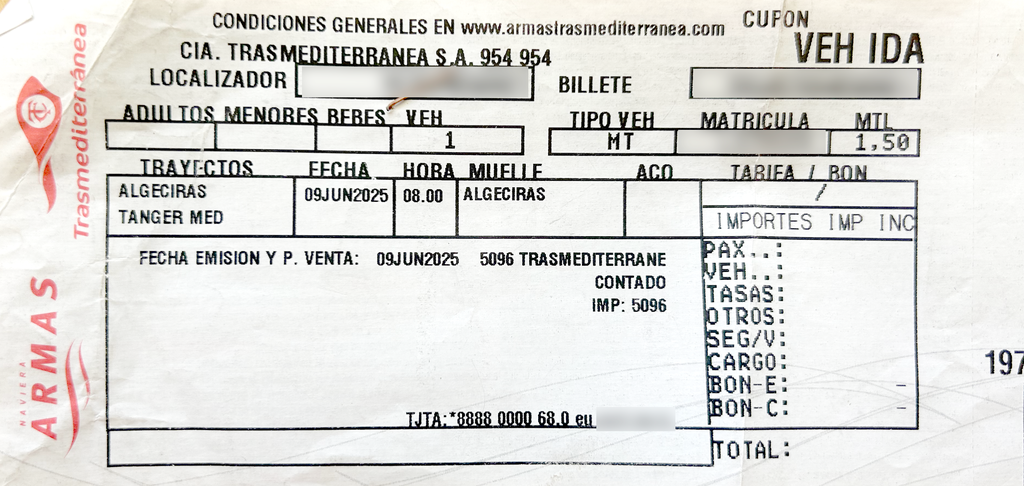 CONDICIONES GENERALES EN www.armastrasmediterranea.com
CUPON
CIA. TRASMEDITERRANEA S.A. 954 954
VEH IDA
LOCALIZADOR
BILLETE
ADULTOS MENORES BEBES VEH
TIPO VEH MATRICULA MTL
1
MT 1,50
TRAYECTOS FECHA HORA MUELLE ACO TARIFA / BON
ALGECIRAS 09JUN2025 08.00 ALGECIRAS /
TANGER MED
IMPORTES IMP INC
FECHA EMISION Y P. VENTA: 09JUN2025 5096 TRASMEDITERRANE
CONTADO
IMP: 5096
PAX..:
VEH..:
TASAS:
OTROS:
SEG/V:
CARGO:
BON-E: -
BON-C: -
197
TJTA:*8888 0000 68.0 eu
TOTAL:
Trasmediterránea
NAVIERA
ARMAS